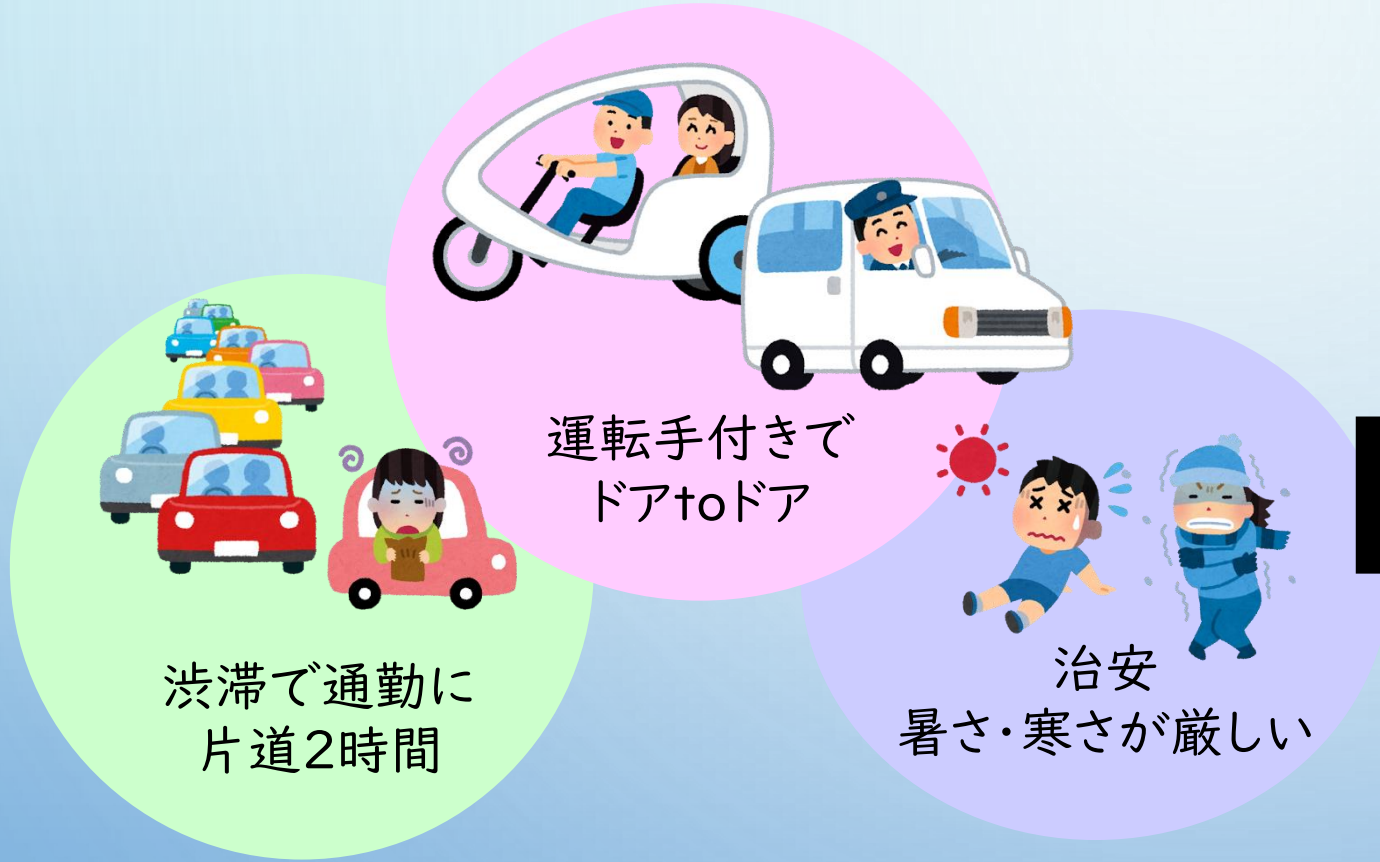 運転手付きで
ドアtoドア
渋滞で通勤に
片道2時間
治安
暑さ・寒さが厳しい